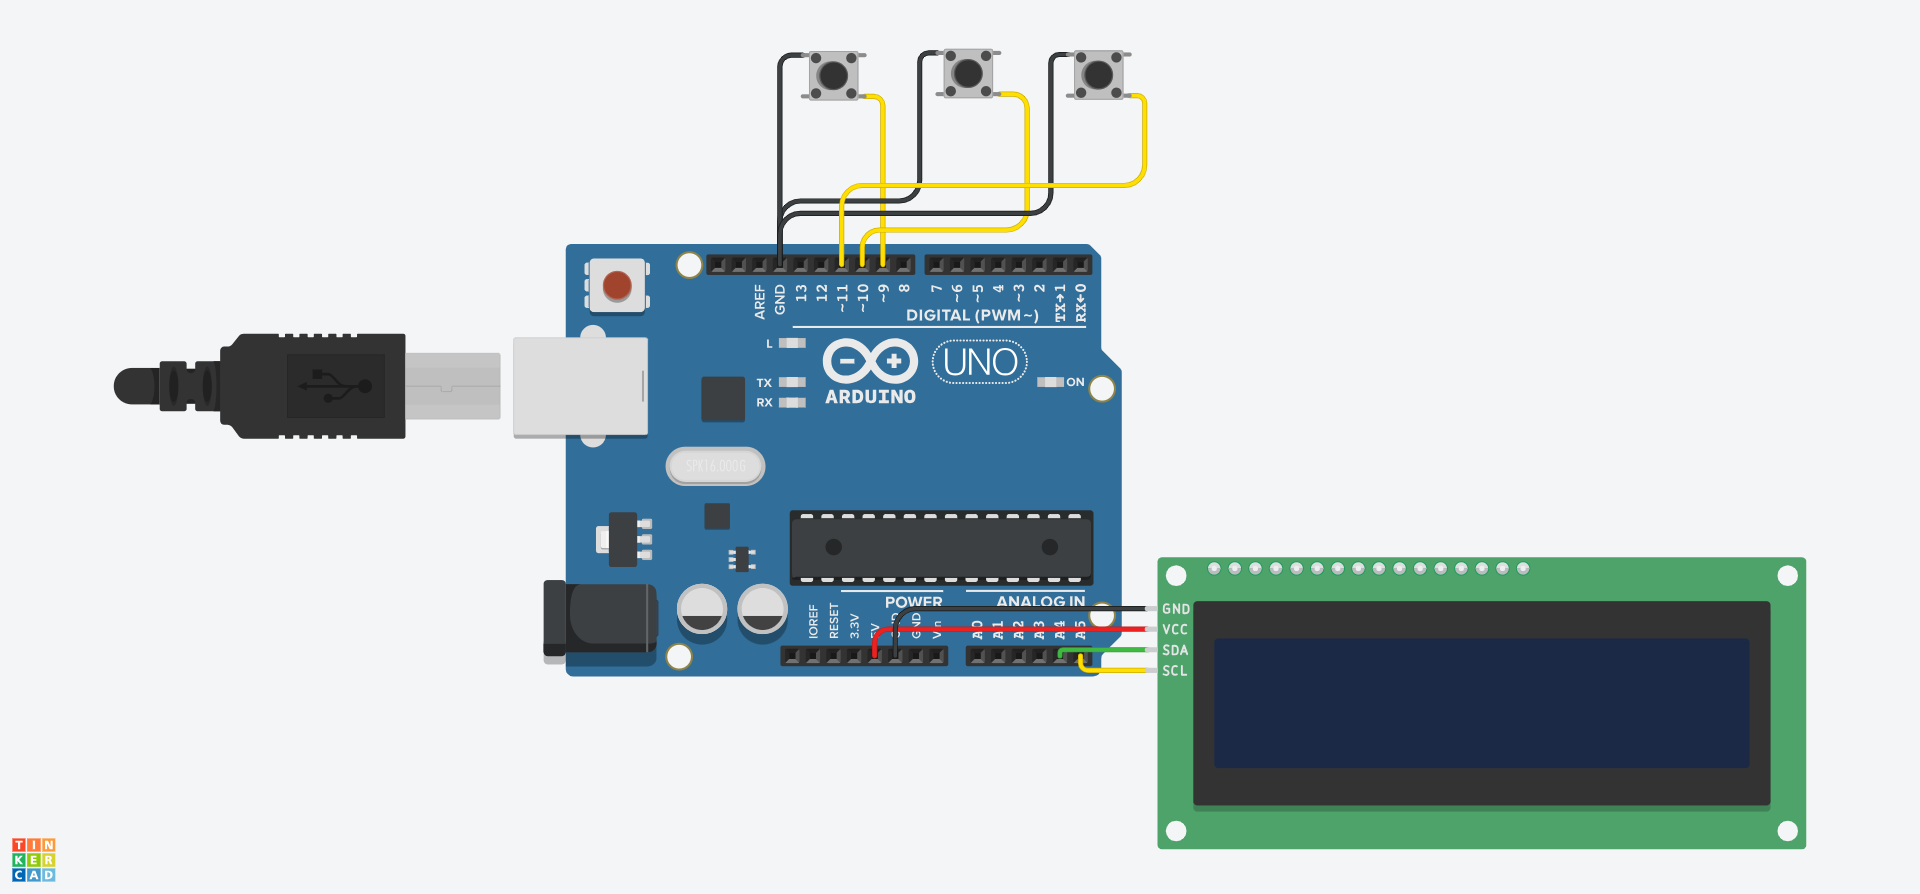 AREF
GND
13
12
~11
~10
~9
8
7
~6
~5
4
~3
2
TX→1
RX←0
DIGITAL (PWM~)
L
TX
RX
ARDUINO
UNO
ON
SPK16.000G
POWER
ANALOG IN
IOREF
RESET
3.3V
5V
GND
GND
Vin
A0
A1
A2
A3
A4
A5
GND
VCC
SDA
SCL
TIN
KER
CAD